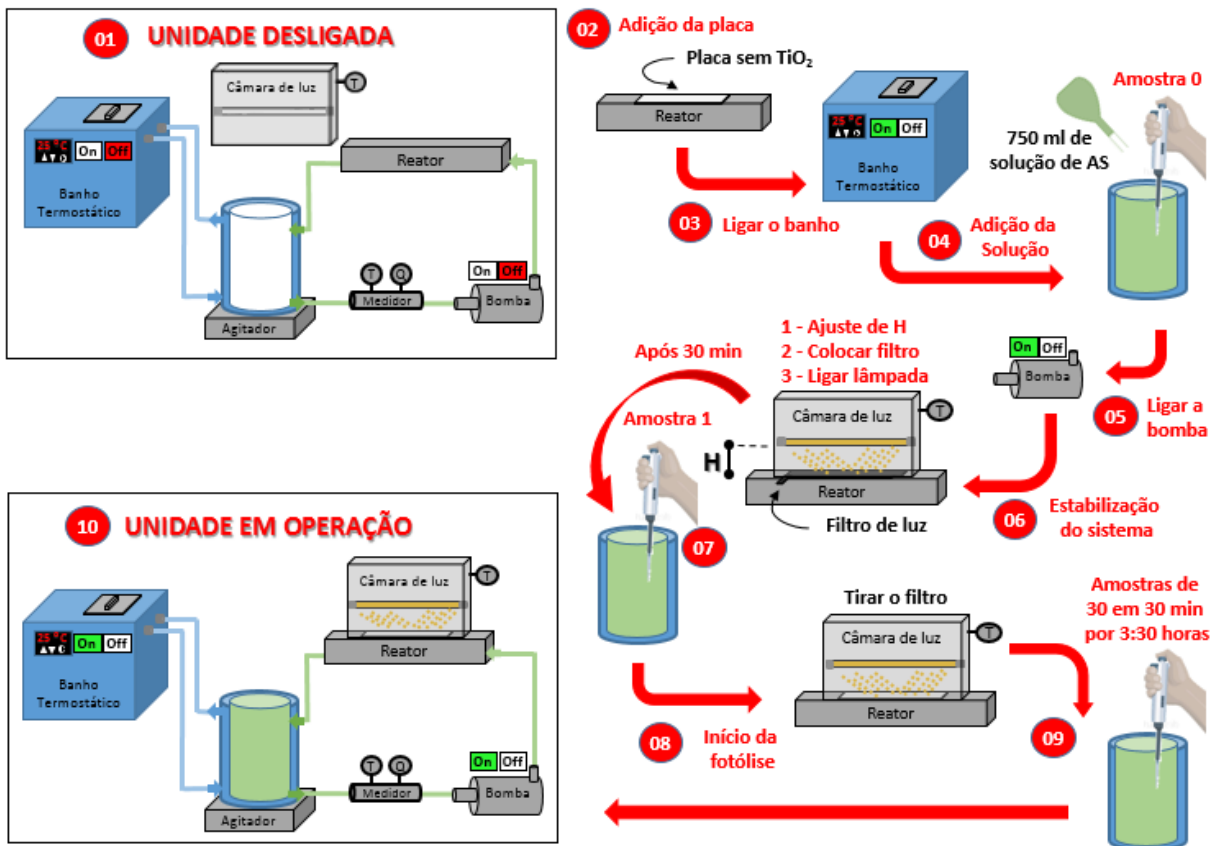 01 UNIDADE DESLIGADA
Câmara de luz
T
25 °C
On Off
Banho
Termostático
Reator
T Q
On Off
Medidor
Bomba
Agitador
02 Adição da placa
Placa sem TiO₂
Reator
03 Ligar o banho
25 °C
On Off
Banho
Termostático
04 Adição da
Solução
750 ml de
solução de AS
Amostra 0
On Off
Bomba
05 Ligar a
bomba
06 Estabilização
do sistema
1 - Ajuste de H
2 - Colocar filtro
3 - Ligar lâmpada
Câmara de luz
T
H
Reator
Filtro de luz
Após 30 min
Amostra 1
07
08 Início da
fotólise
Tirar o filtro
Câmara de luz
T
Reator
09
Amostras de
30 em 30 min
por 3:30 horas
10 UNIDADE EM OPERAÇÃO
Câmara de luz
T
25 °C
On Off
Reator
Banho
Termostático
T Q
On Off
Medidor
Bomba
Agitador